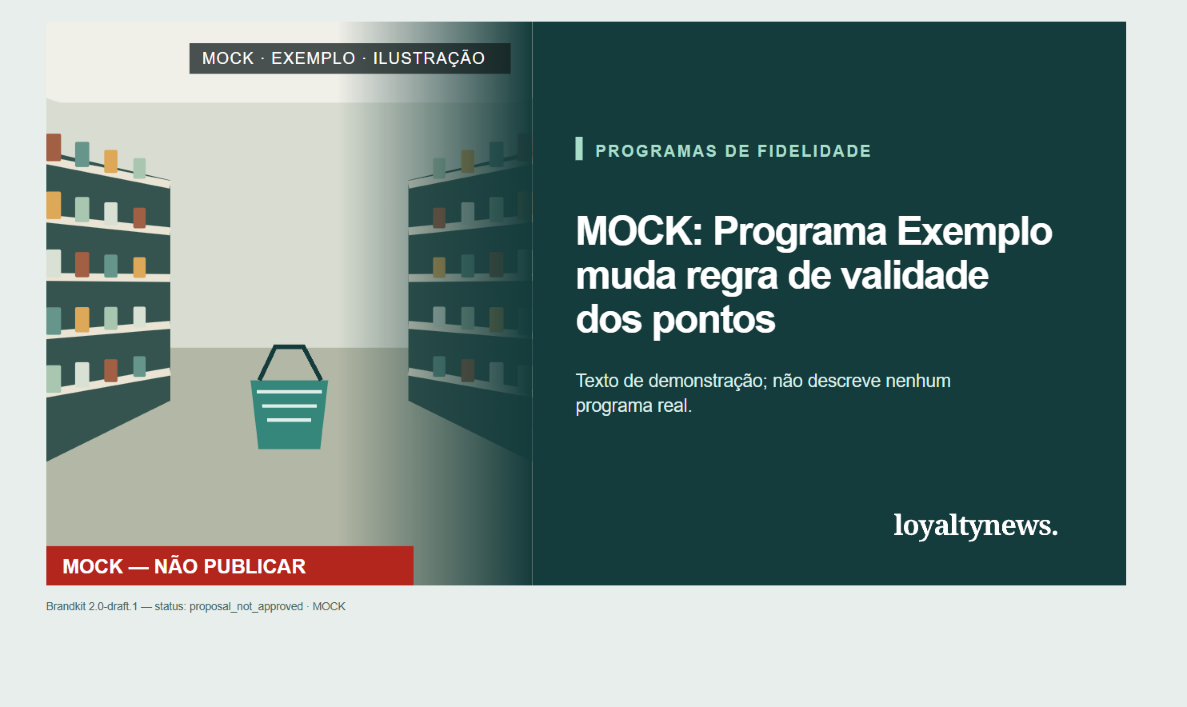 MOCK · EXEMPLO · ILUSTRAÇÃO
PROGRAMAS DE FIDELIDADE
MOCK: Programa Exemplo
muda regra de validade
dos pontos
Texto de demonstração; não descreve nenhum
programa real.
loyaltynews.
MOCK — NÃO PUBLICAR
Brandkit 2.0-draft.1 — status: proposal_not_approved · MOCK